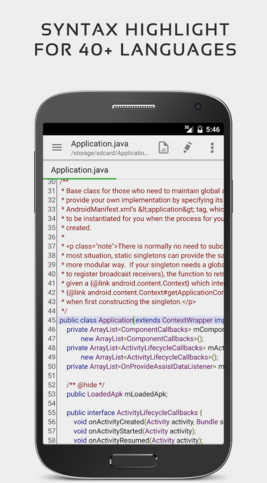 SYNTAX HIGHLIGHT
FOR 40+ LANGUAGES
5:46
Application.java
/storage/sdcard/Applicatio...
Application.java
30 /**
31 * Base class for those who need to maintain global a
32 * provide your own implementation by specifying its
33 * AndroidManifest.xml's &lt;application&gt; tag, whic
34 * to be instantiated for you when the process for you
35 * created.
36 *
37 * <p class="note">There is normally no need to subc
38 * most situation, static singletons can provide the sa
39 * more modular way.  If your singleton needs a globa
40 * to register broadcast receivers), the function to retr
41 * given a {@link android.content.Context} which inter
42 * {@link android.content.Context#getApplicationCon
43 * when first constructing the singleton.</p>
44 */
45 public class Application extends ContextWrapper imp
46 private ArrayList<ComponentCallbacks> mCompor
47 new ArrayList<ComponentCallbacks>();
48 private ArrayList<ActivityLifecycleCallbacks> mAct
49 new ArrayList<ActivityLifecycleCallbacks>();
50 private ArrayList<OnProvideAssistDataListener> m
51
52 /** @hide */
53 public LoadedApk mLoadedApk;
54
55 public interface ActivityLifecycleCallbacks {
56 void onActivityCreated(Activity activity, Bundle s
57 void onActivityStarted(Activity activity);
58 void onActivityResumed(Activity activity);